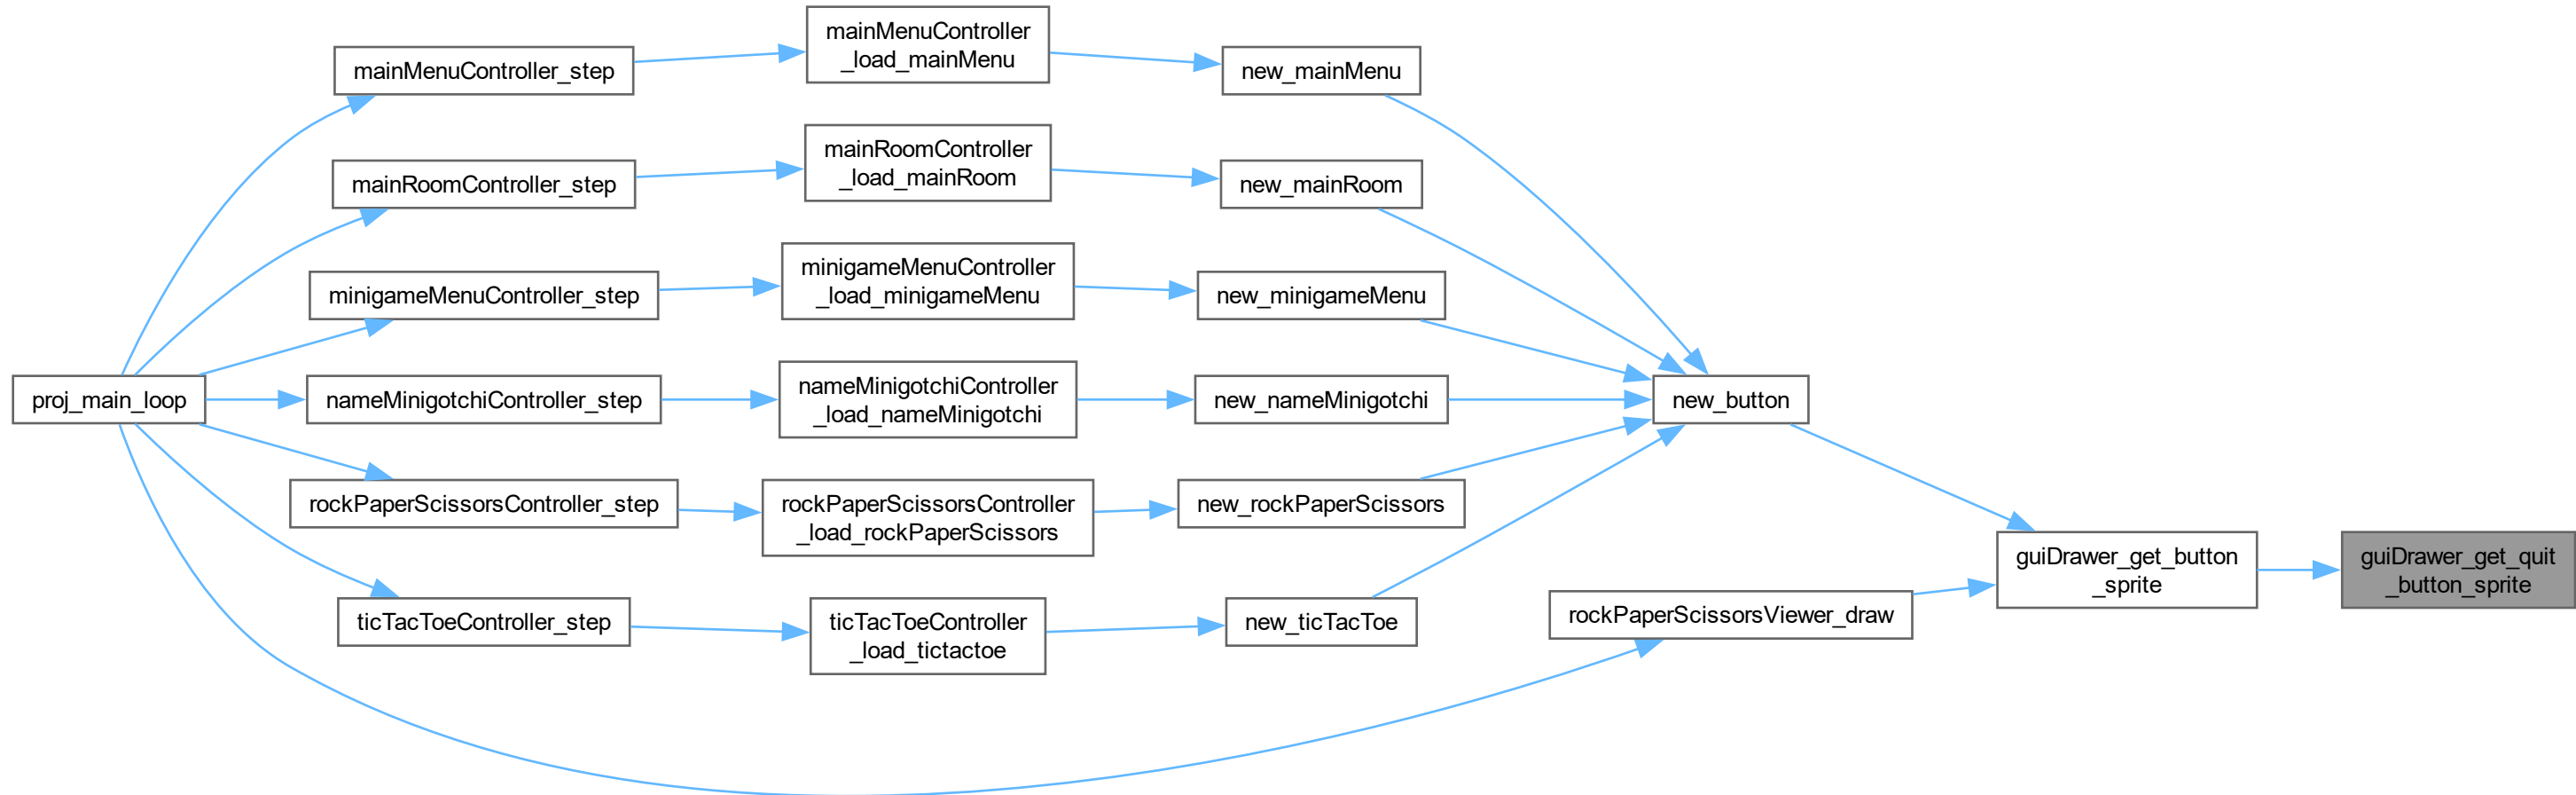 mainMenuController
_load_mainMenu
mainMenuController_step
new_mainMenu
mainRoomController
_load_mainRoom
mainRoomController_step
new_mainRoom
minigameMenuController
_load_minigameMenu
minigameMenuController_step
new_minigameMenu
proj_main_loop
nameMinigotchiController_step
nameMinigotchiController
_load_nameMinigotchi
new_nameMinigotchi
new_button
rockPaperScissorsController_step
rockPaperScissorsController
_load_rockPaperScissors
new_rockPaperScissors
guiDrawer_get_button
_sprite
guiDrawer_get_quit
_button_sprite
ticTacToeController_step
ticTacToeController
_load_tictactoe
new_ticTacToe
rockPaperScissorsViewer_draw